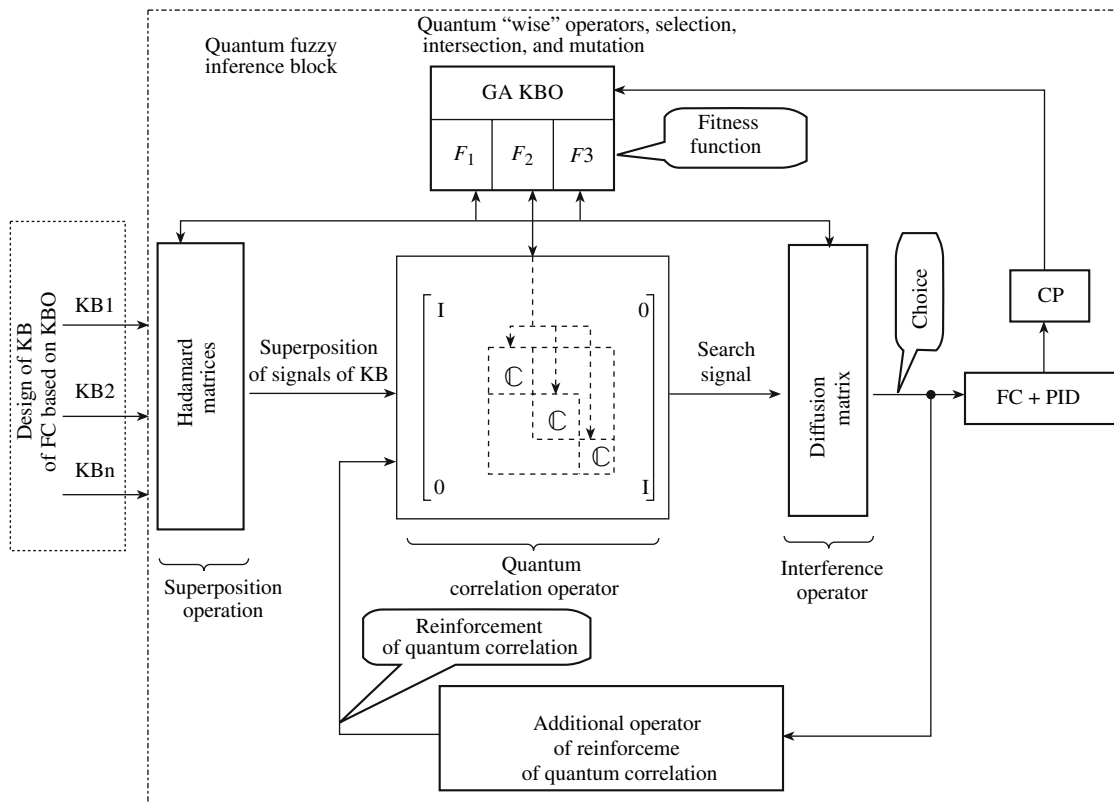 Quantum “wise” operators, selection,
intersection, and mutation
Quantum fuzzy
inference block
GA KBO
F1
F2
F3
Fitness
function
Design of KB
of FC based on KBO
KB1
KB2
KBn
Hadamard
matrices
Superposition
of signals of KB
I
0
ℂ
ℂ
ℂ
0
I
Search
signal
Diffusion
matrix
Choice
CP
FC + PID
Superposition
operation
Quantum
correlation operator
Interference
operator
Reinforcement
of quantum correlation
Additional operator
of reinforceme
of quantum correlation